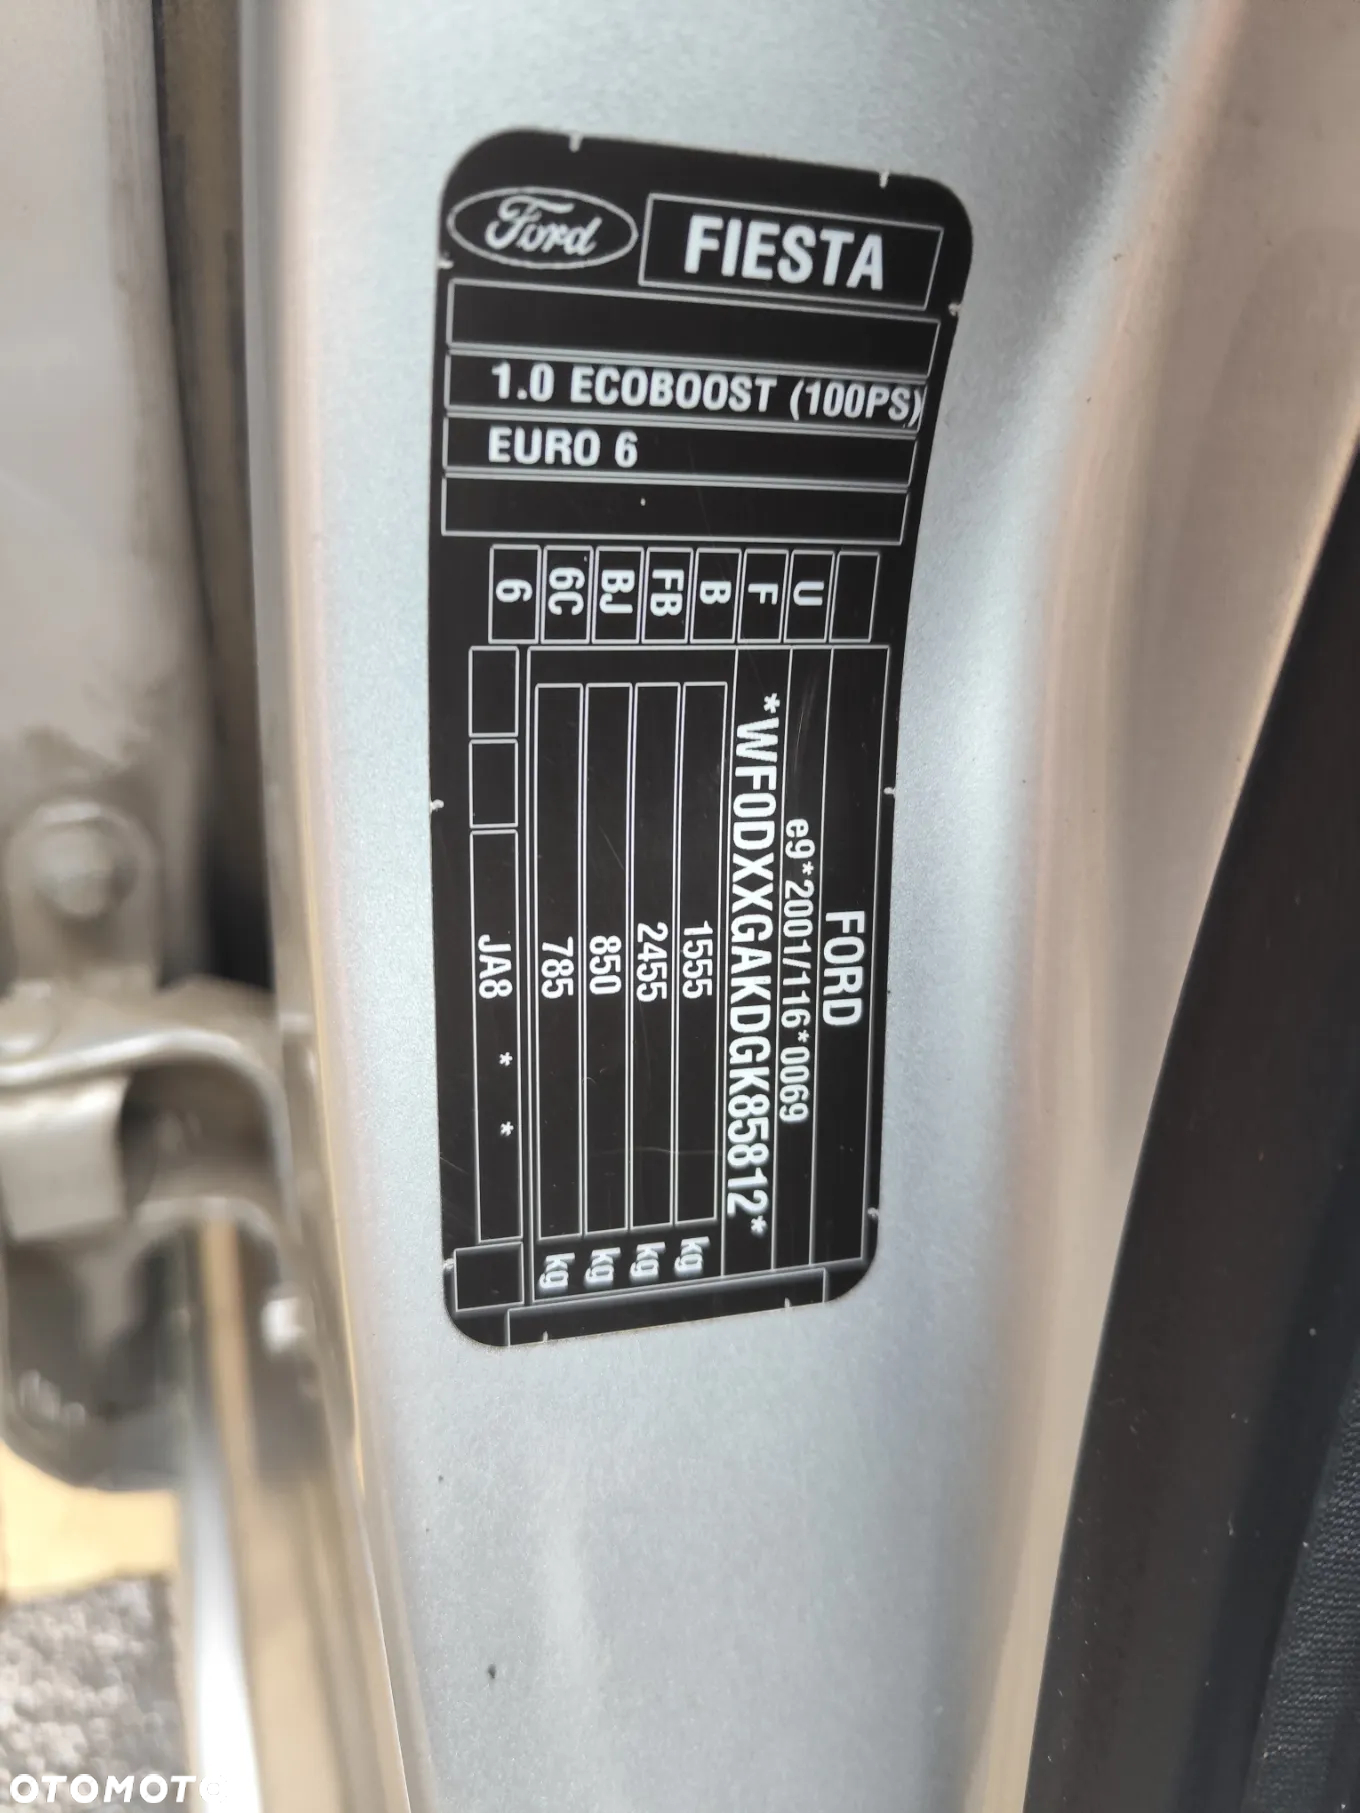 Ford
FIESTA
1.0 ECOBOOST (100PS)
EURO 6
U
F
B
FB
BJ
6C
6
FORD
e9*2001/116*0069
*WF0DXXGAKDGK85812*
1555 kg
2455 kg
850 kg
785 kg
JA8 * *
OTOMOTO